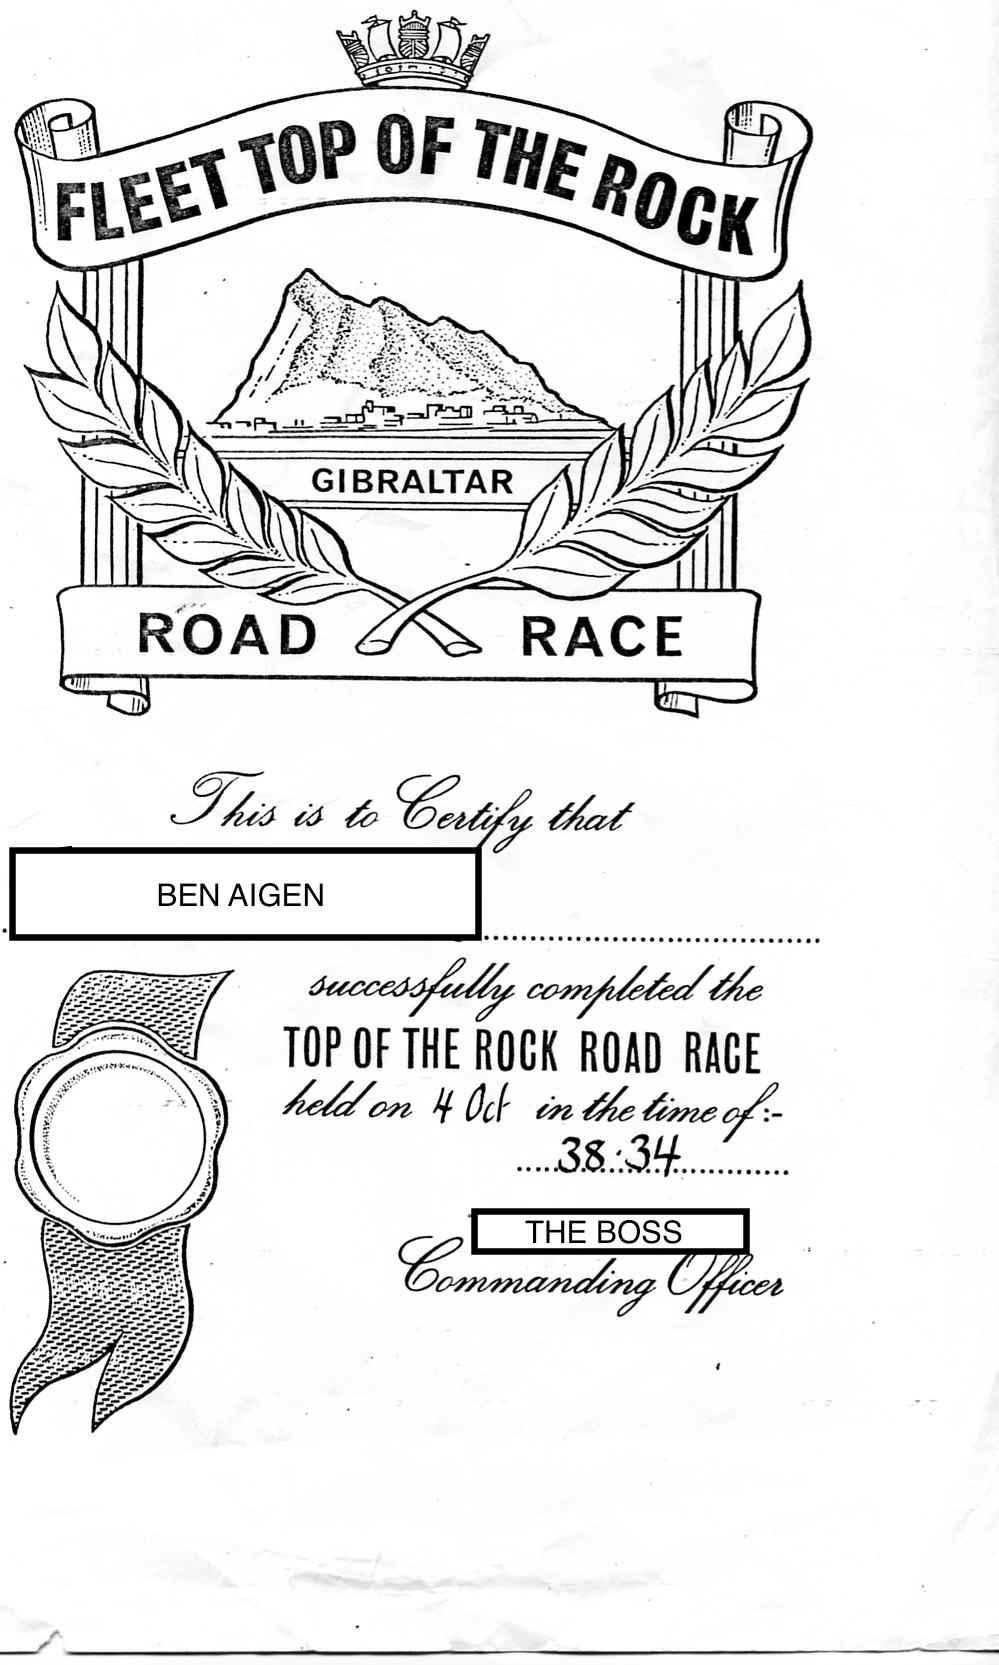 FLEET TOP OF THE ROCK
GIBRALTAR
ROAD RACE
This is to Certify that
BEN AIGEN
successfully completed the
TOP OF THE ROCK ROAD RACE
held on 4 Oct in the time of:-
38.34
THE BOSS
Commanding Officer